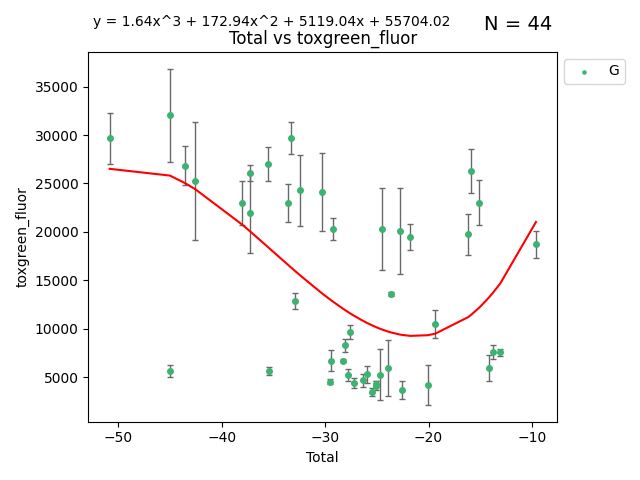 y = 1.64x^3 + 172.94x^2 + 5119.04x + 55704.02
N = 44
Total vs toxgreen_fluor
G
35000
30000
25000
20000
15000
10000
5000
toxgreen_fluor
−50
−40
−30
−20
−10
Total